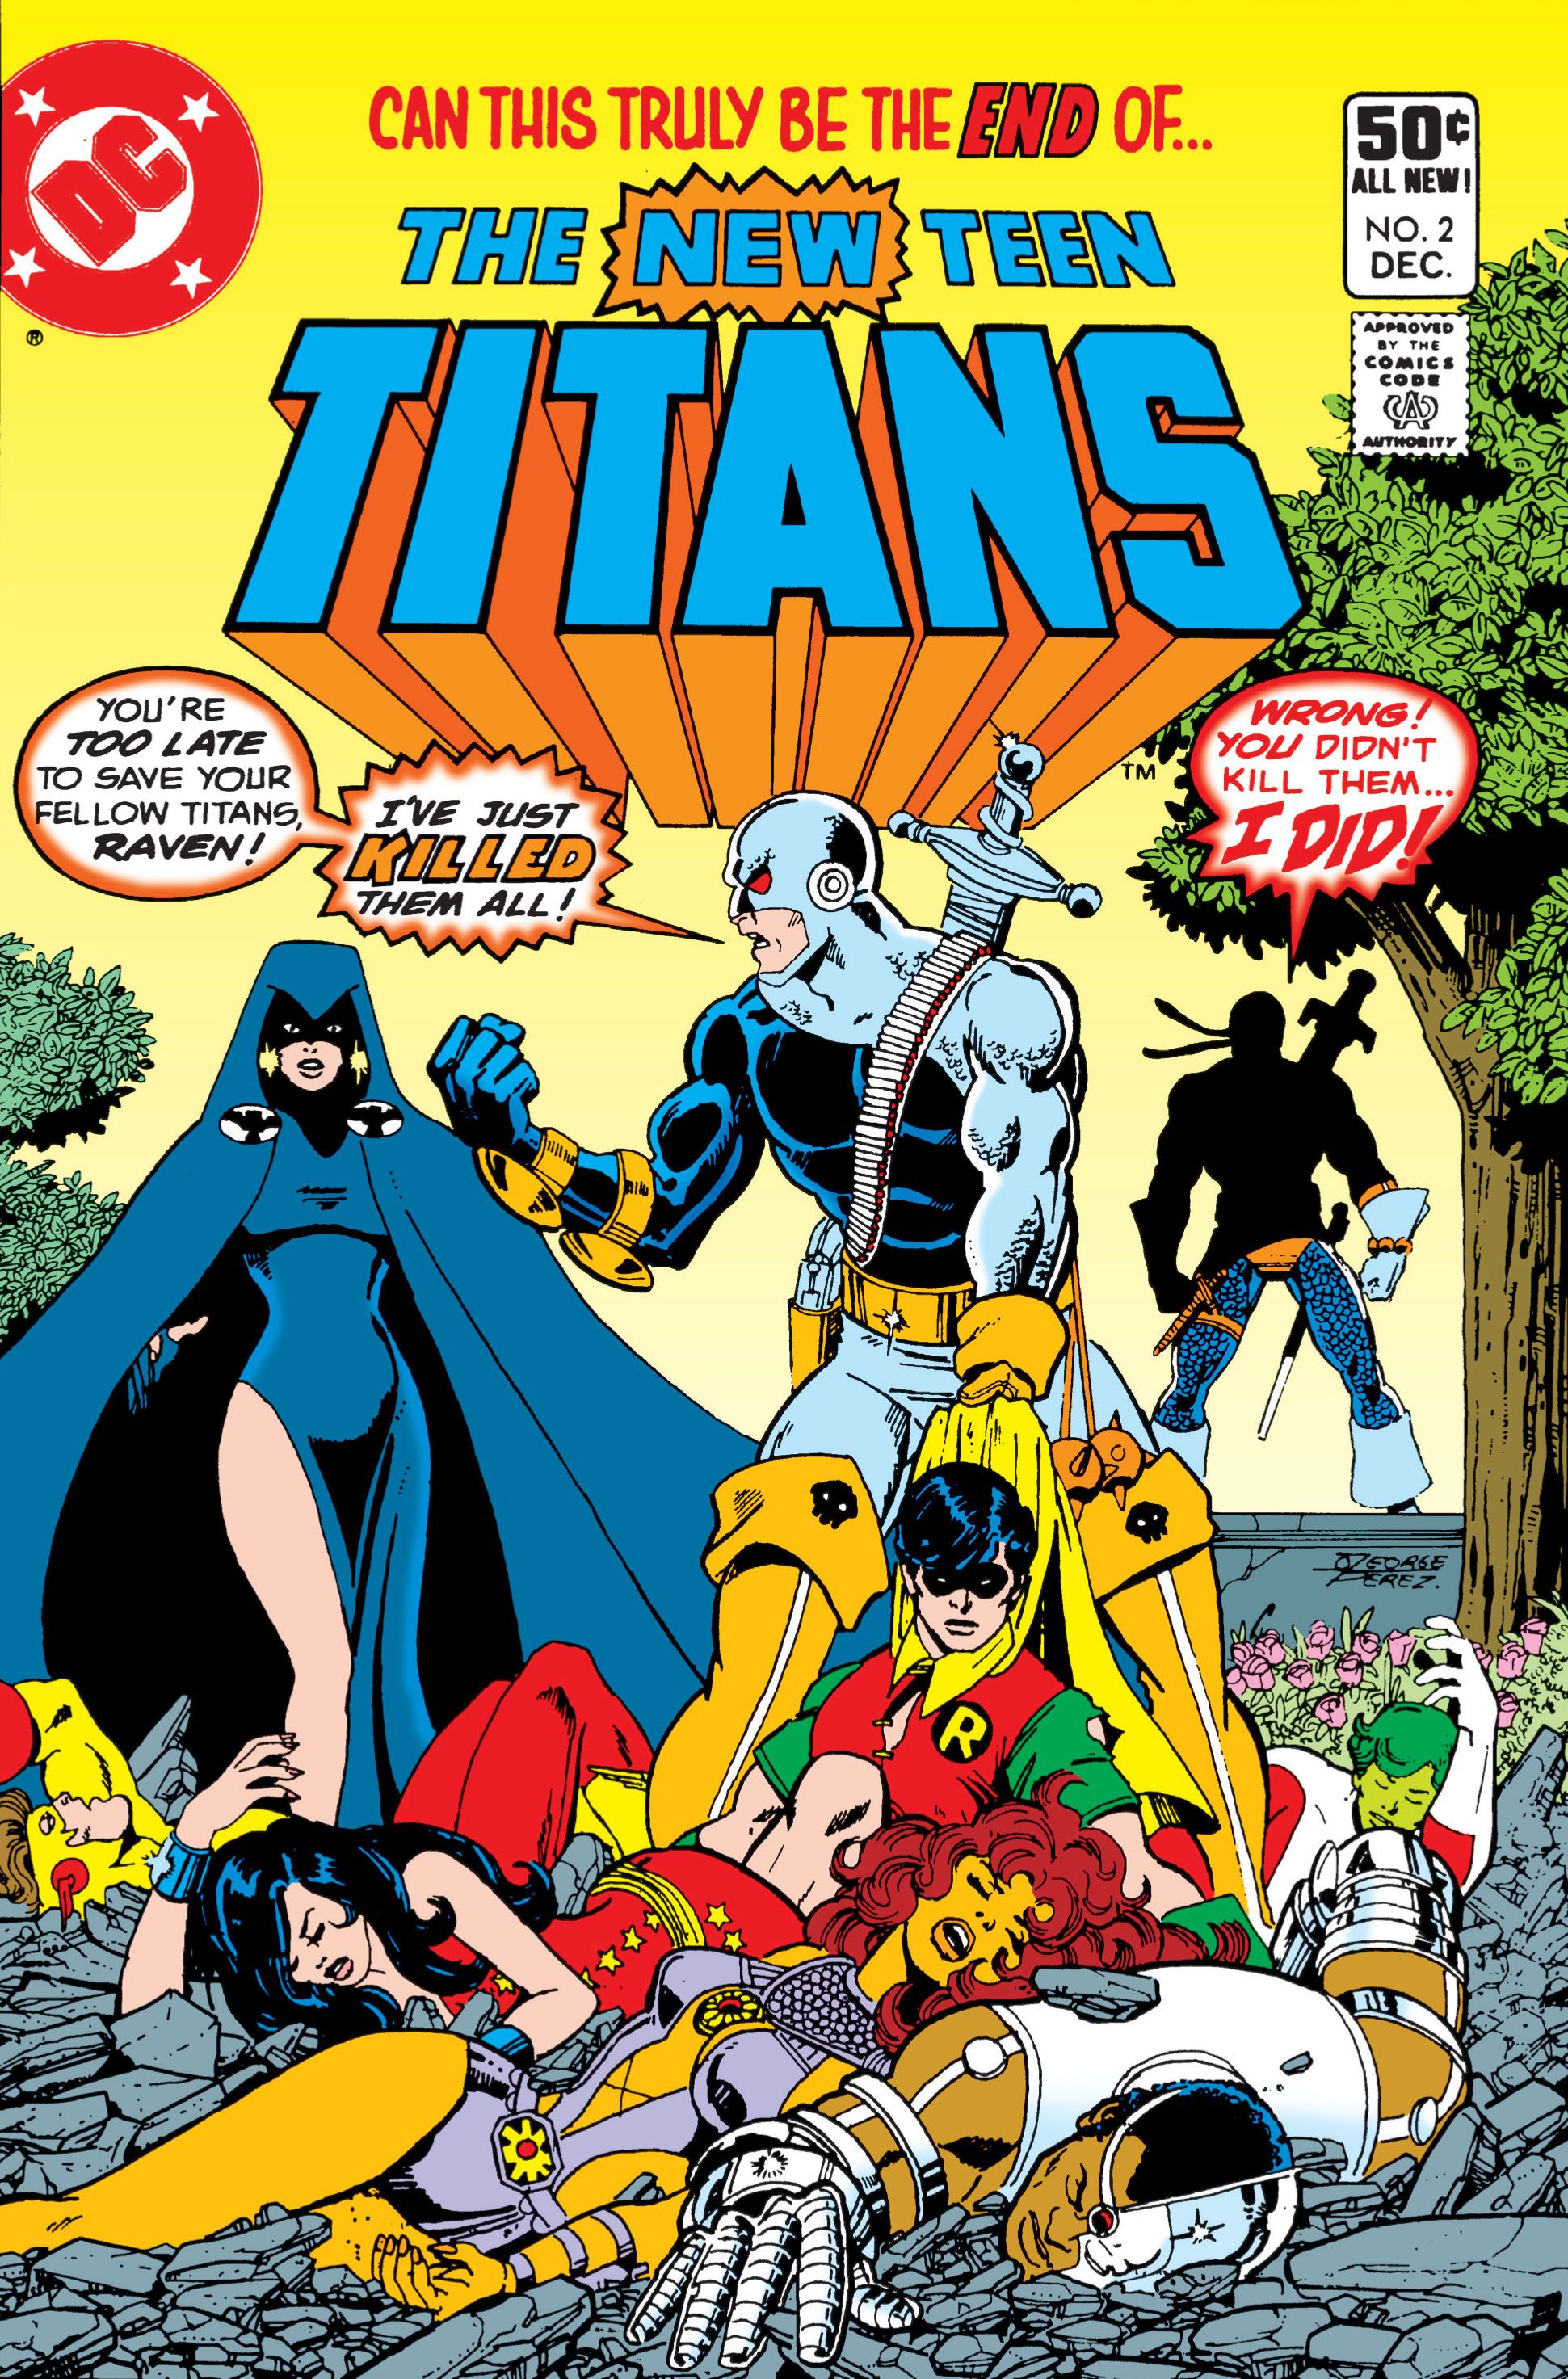 DC
®
CAN THIS TRULY BE THE END OF...
THE NEW TEEN
TITANS
TM
50¢
ALL NEW!
NO. 2
DEC.
APPROVED
BY THE
COMICS
CODE
AUTHORITY
YOU'RE
TOO LATE
TO SAVE YOUR
FELLOW TITANS,
RAVEN!
I'VE JUST
KILLED
THEM ALL!
WRONG!
YOU DIDN'T
KILL THEM...
I DID!
GEORGE
PEREZ.
R